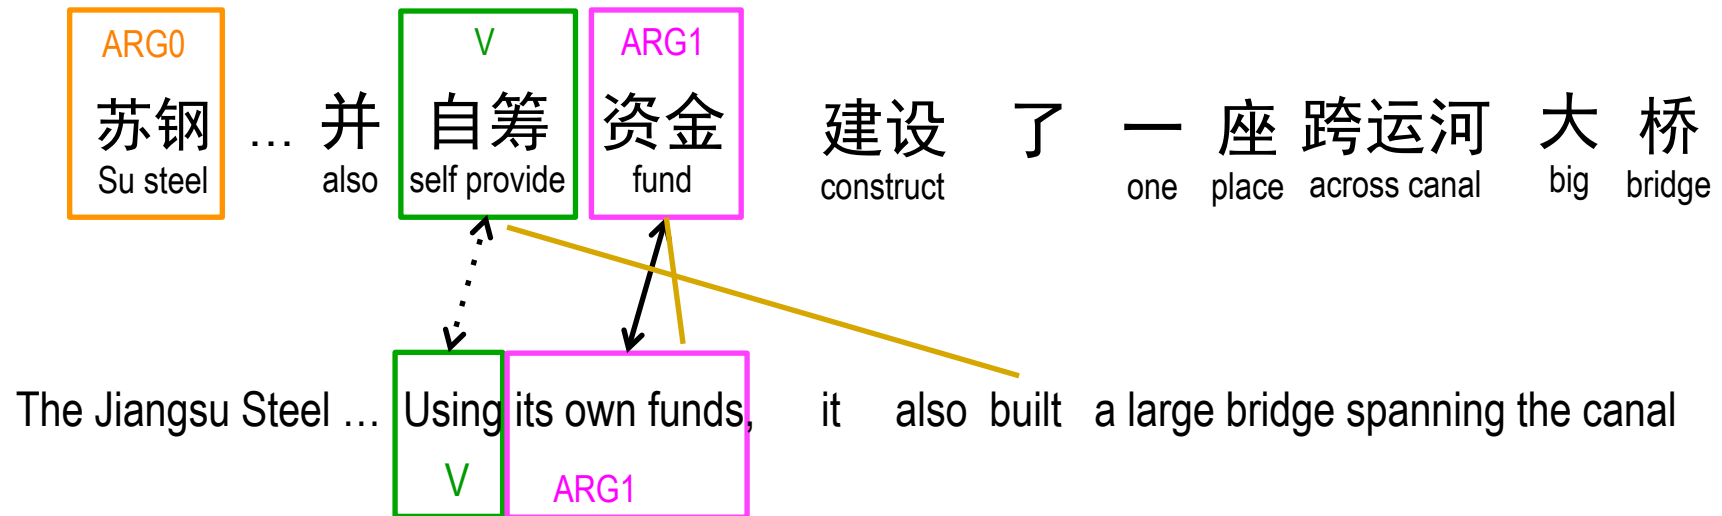 ARG0 V ARG1
苏钢 … 并 自筹 资金 建设 了 一 座 跨运河 大 桥
Su steel also self provide fund construct one place across canal big bridge
The Jiangsu Steel … Using its own funds, it also built a large bridge spanning the canal
V ARG1